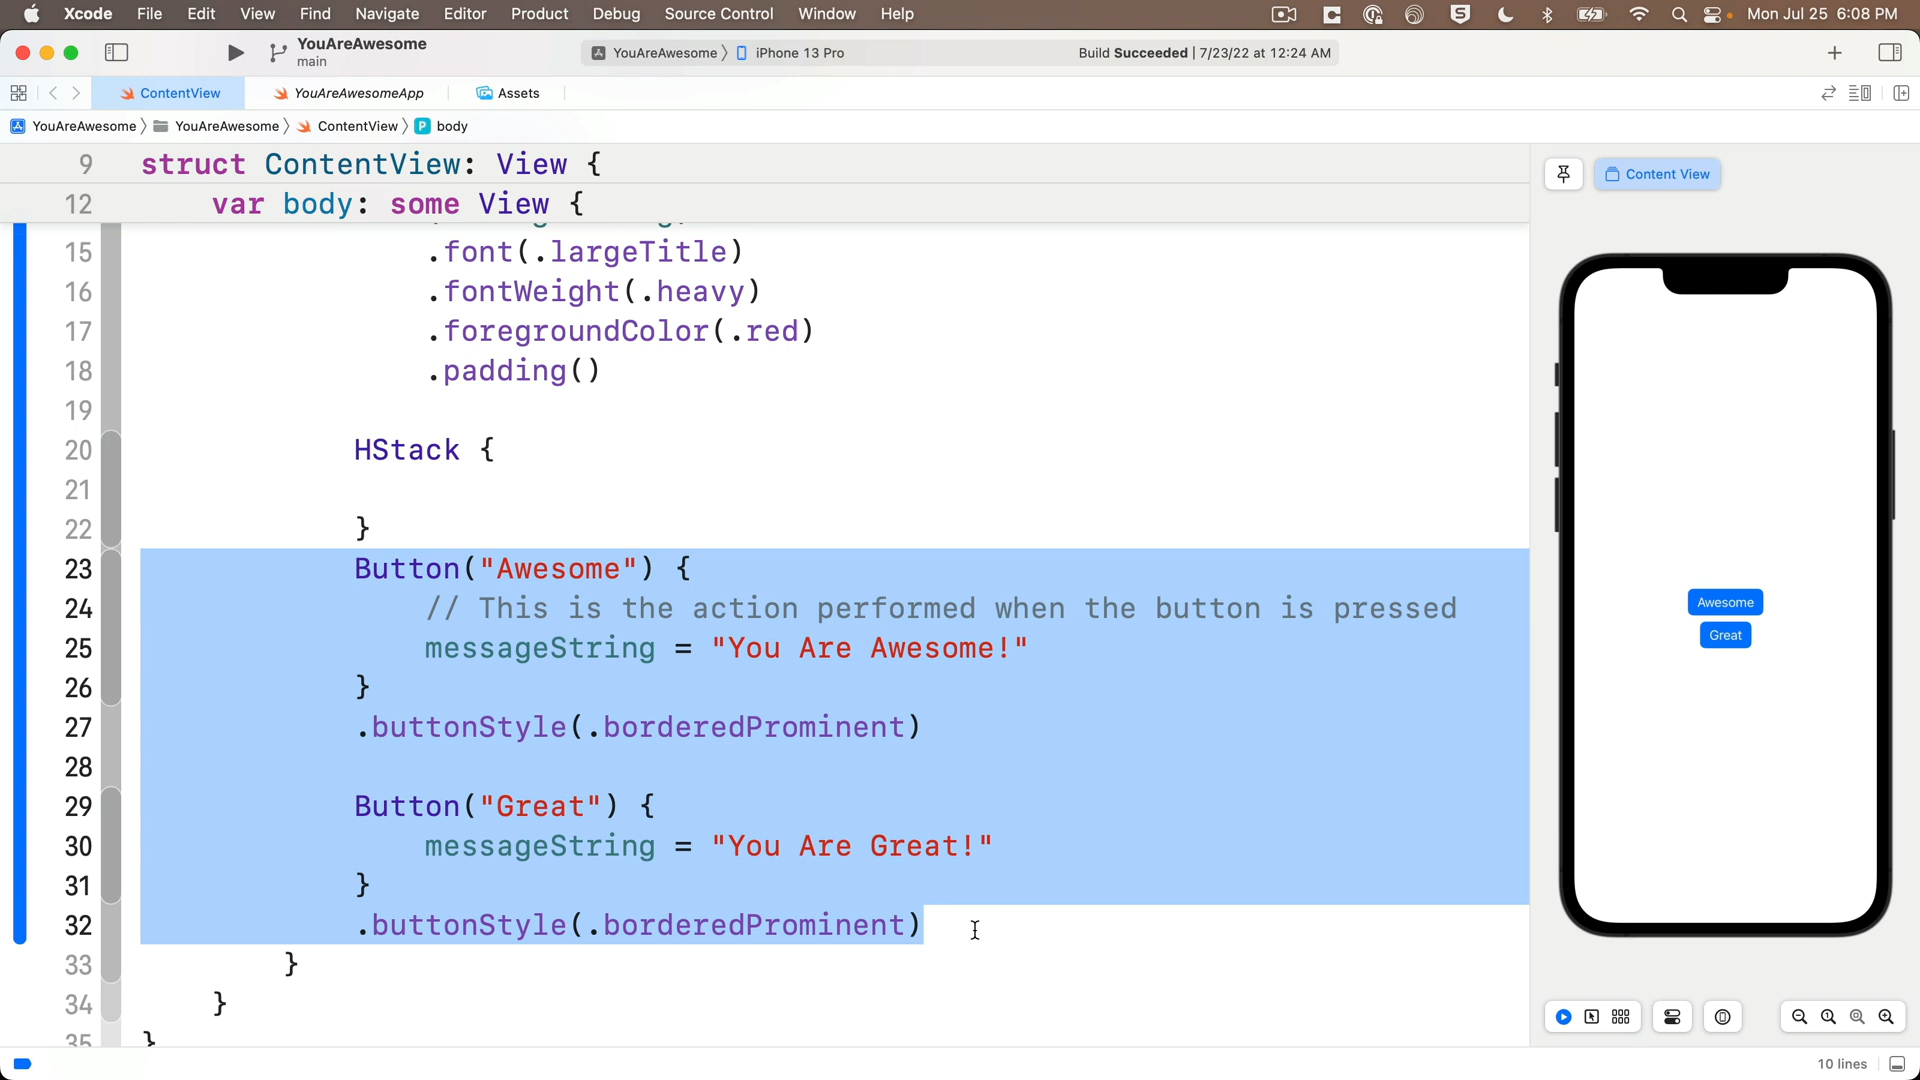 Xcode File Edit View Find Navigate Editor Product Debug Source Control Window Help Mon Jul 25 6:08 PM
YouAreAwesome
main
YouAreAwesome 〉 iPhone 13 Pro
Build Succeeded | 7/23/22 at 12:24 AM
ContentView YouAreAwesomeApp Assets
YouAreAwesome 〉 YouAreAwesome 〉 ContentView 〉 P body
9 struct ContentView: View {
12 var body: some View {
15 .font(.largeTitle)
16 .fontWeight(.heavy)
17 .foregroundColor(.red)
18 .padding()
19
20 HStack {
21
22 }
23 Button("Awesome") {
24 // This is the action performed when the button is pressed
25 messageString = "You Are Awesome!"
26 }
27 .buttonStyle(.borderedProminent)
28
29 Button("Great") {
30 messageString = "You Are Great!"
31 }
32 .buttonStyle(.borderedProminent)
33 }
34 }
35 }
Content View
Awesome
Great
10 lines